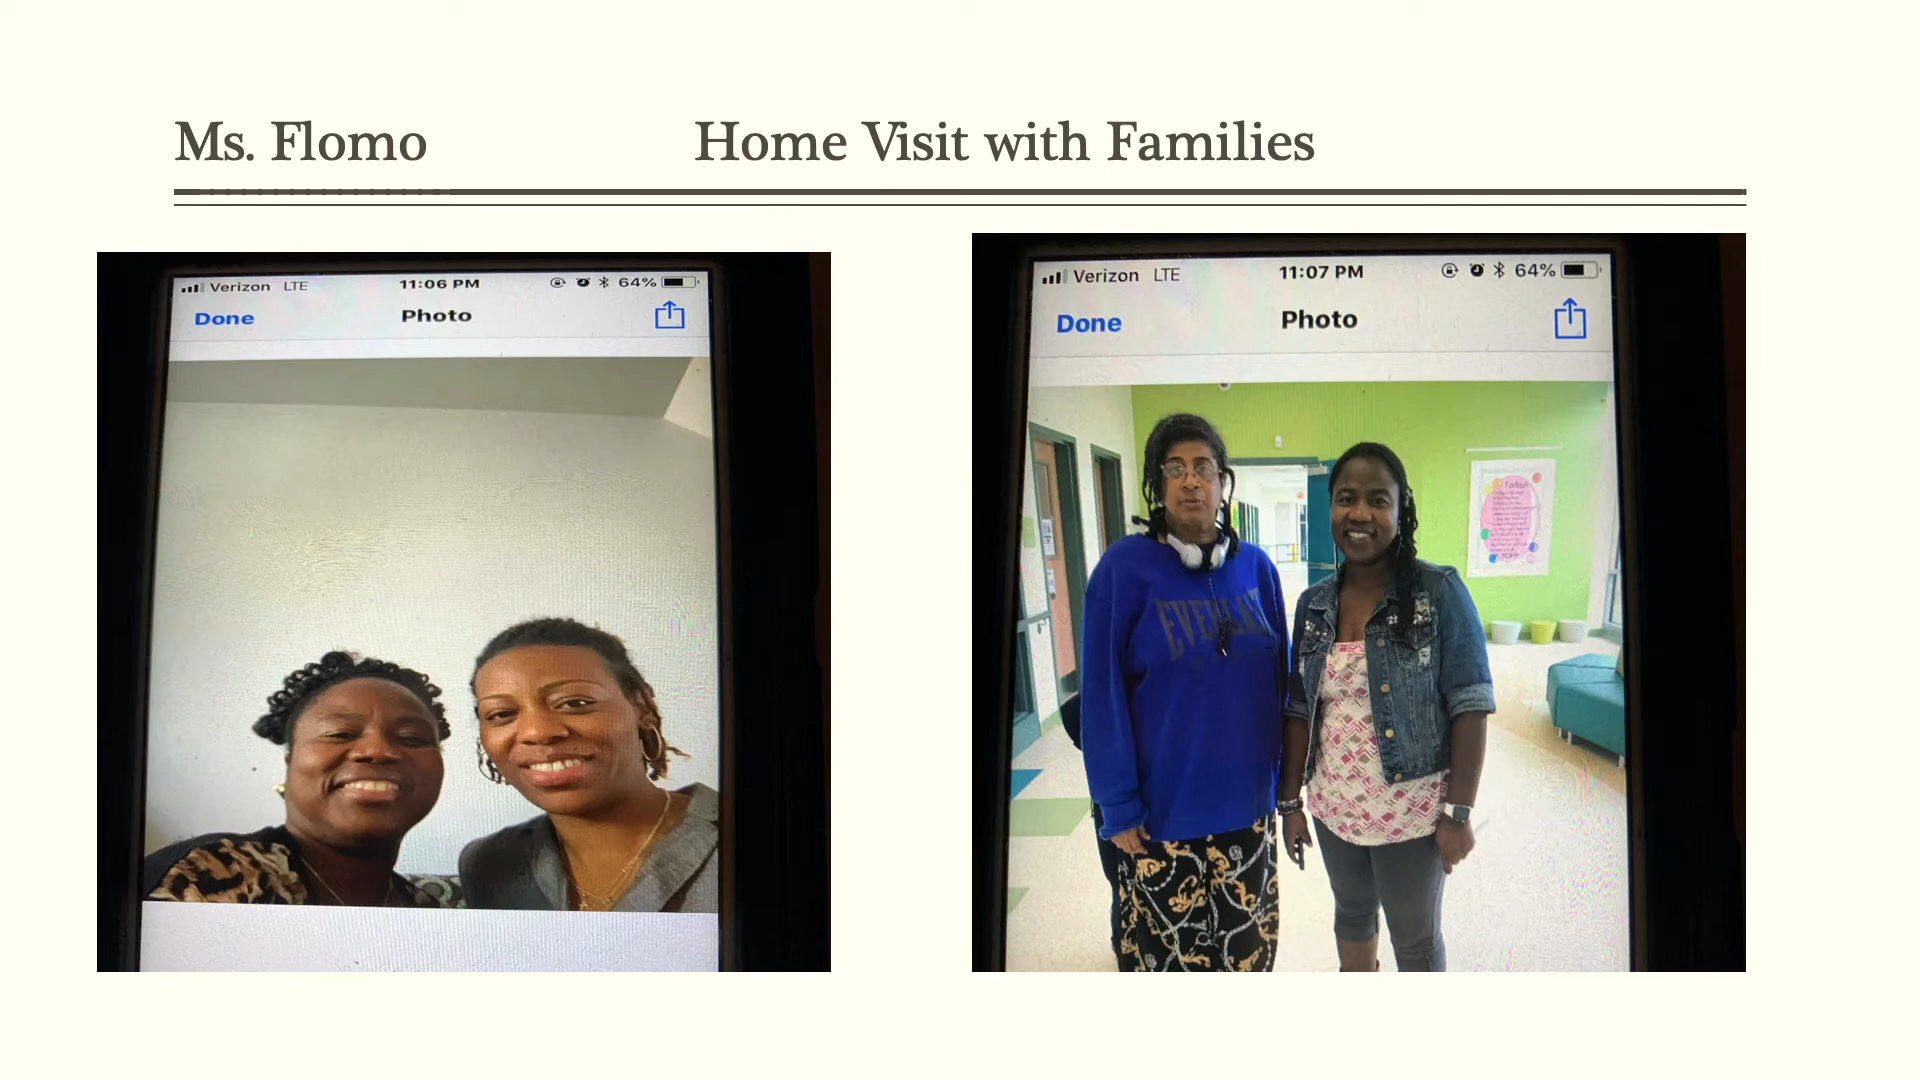 Ms. Flomo Home Visit with Families
Verizon LTE 11:06 PM 64%
Done Photo
Verizon LTE 11:07 PM 64%
Done Photo
Today!
EVERLAST